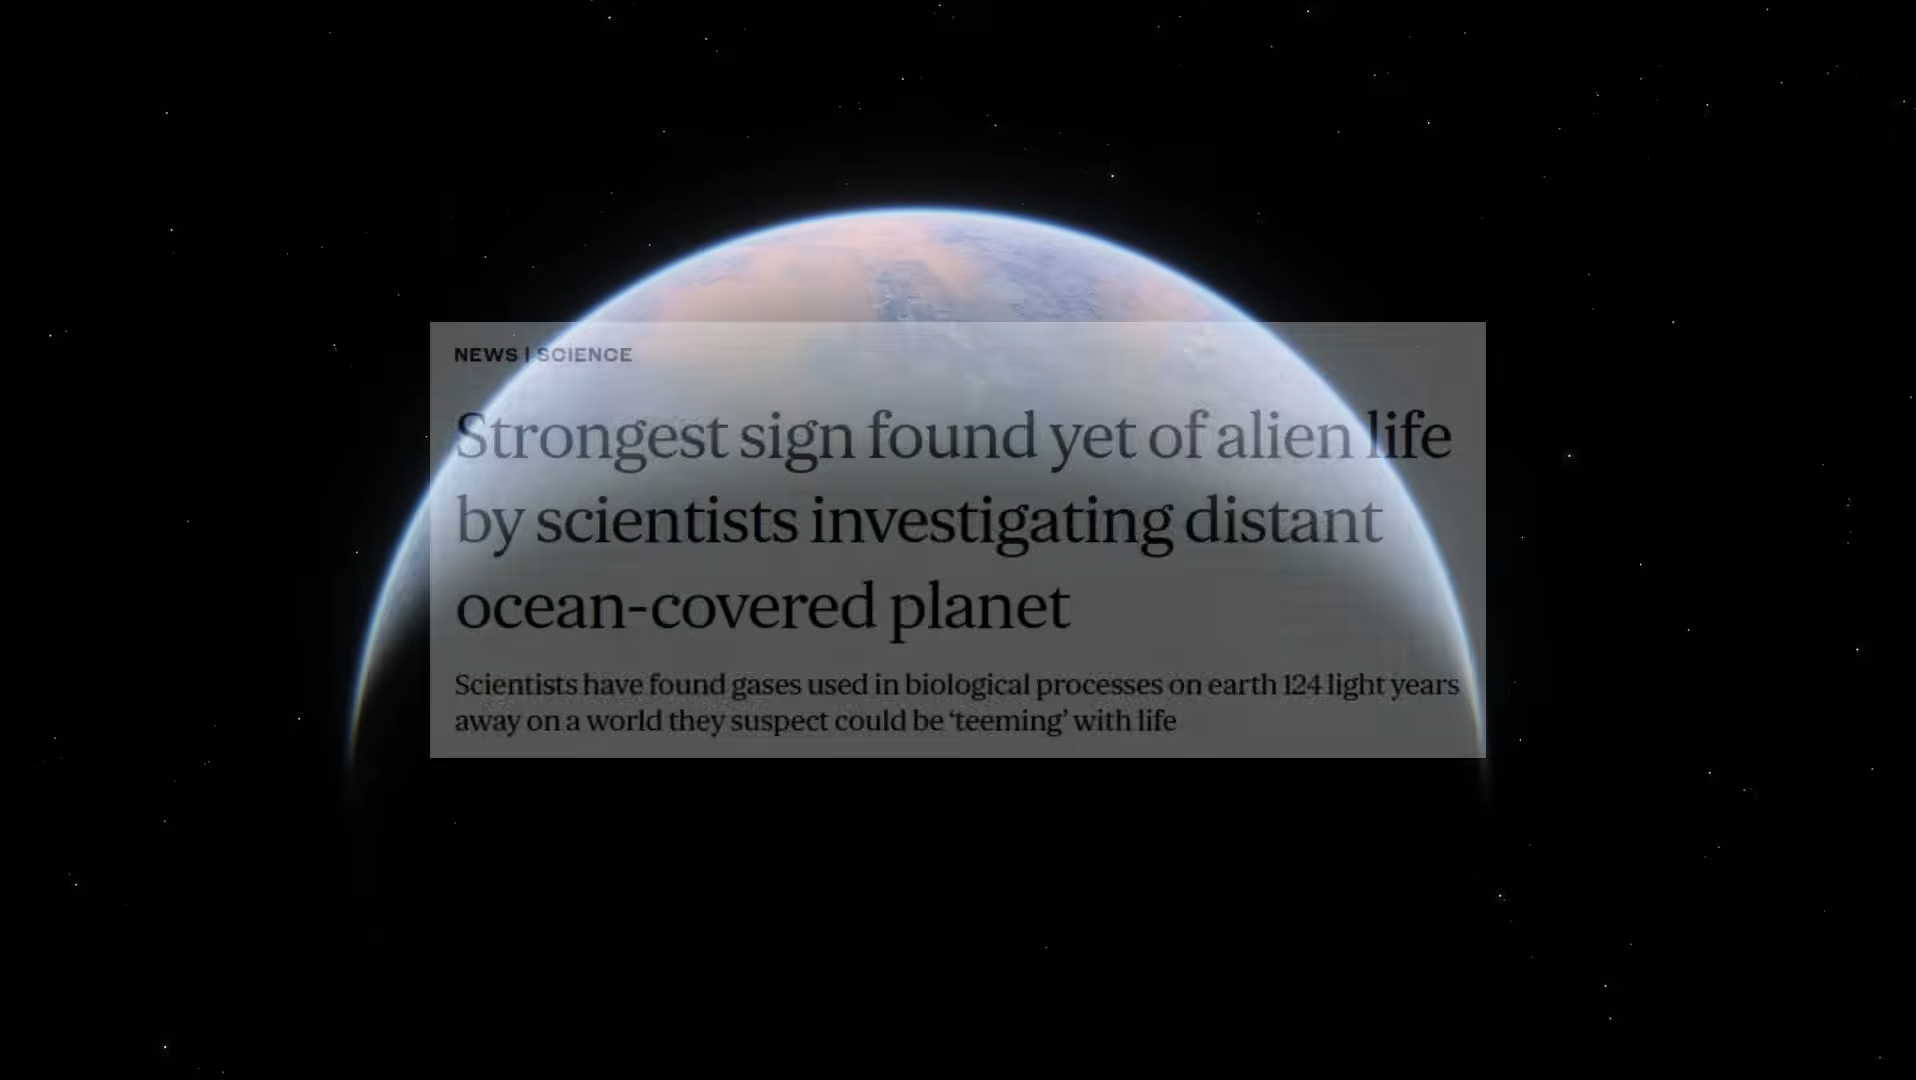 NEWS | SCIENCE
Strongest sign found yet of alien life
by scientists investigating distant
ocean-covered planet
Scientists have found gases used in biological processes on earth 124 light years
away on a world they suspect could be ‘teeming’ with life